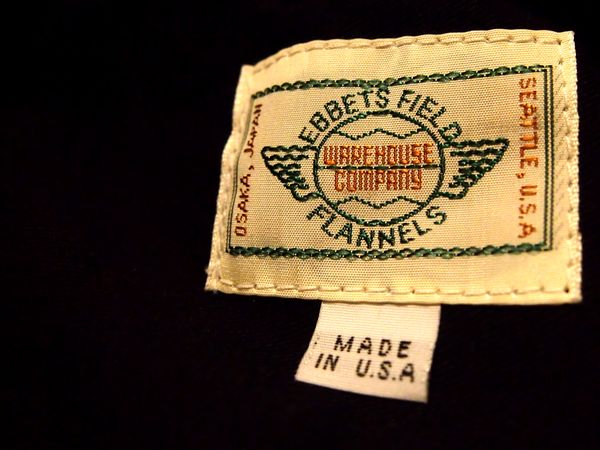 EBBETS FIELD
WAREHOUSE
COMPANY
FLANNELS
OSAKA, JAPAN
SEATTLE, U.S.A
MADE
IN U.S.A